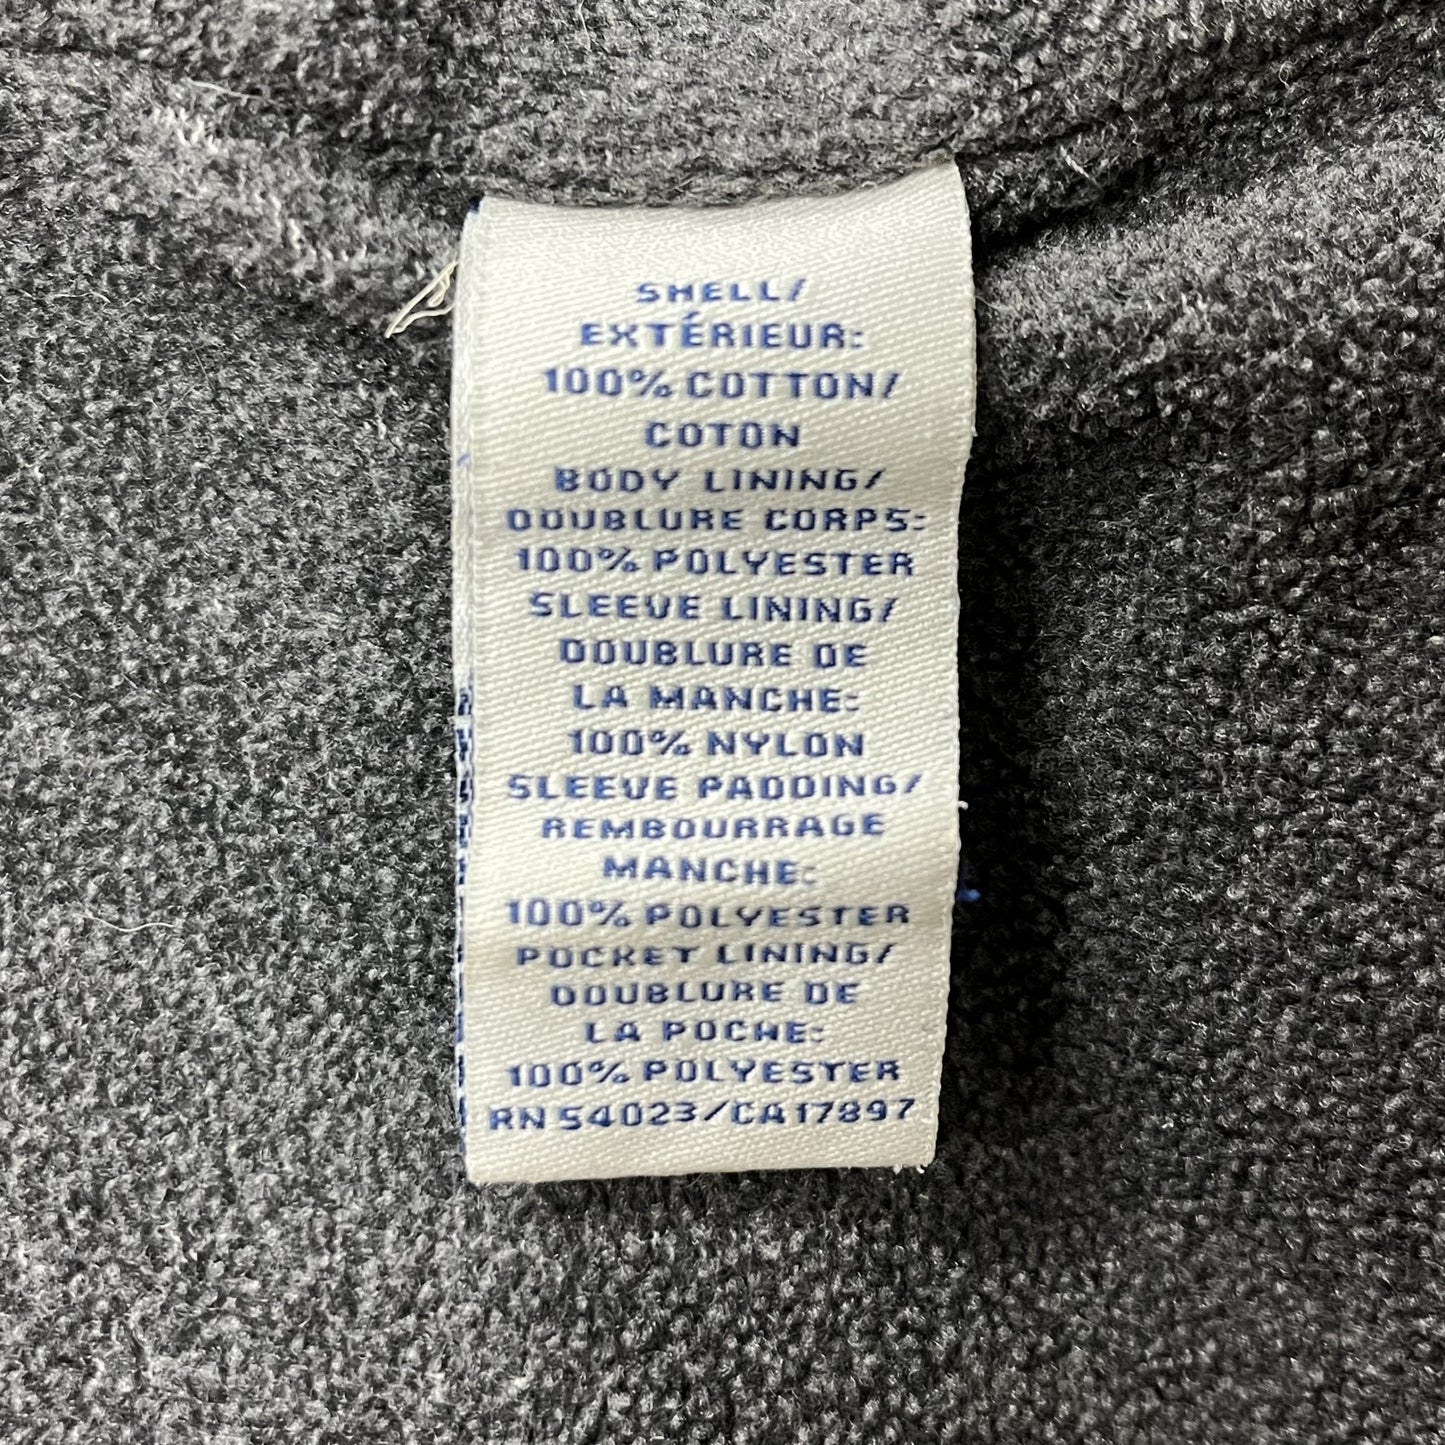 SHELL/
EXTÉRIEUR:
100% COTTON/
COTON
BODY LINING/
DOUBLURE CORPS:
100% POLYESTER
SLEEVE LINING/
DOUBLURE DE
LA MANCHE:
100% NYLON
SLEEVE PADDING/
REMBOURRAGE
MANCHE:
100% POLYESTER
POCKET LINING/
DOUBLURE DE
LA POCHE:
100% POLYESTER
RN 54023/CA17897